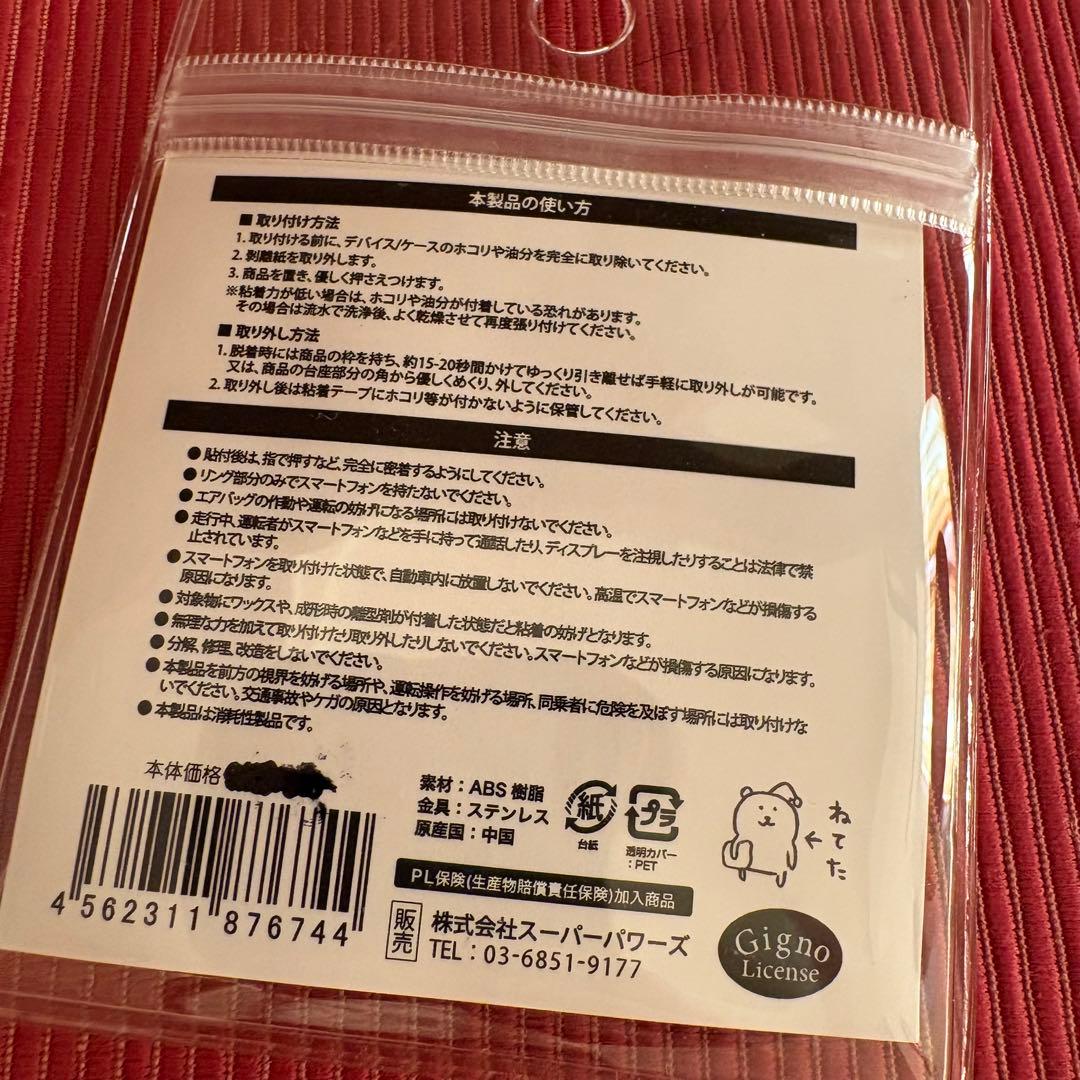 本製品の使い方
■ 取り付け方法
1. 取り付ける前に、デバイス/ケースのホコリや油分を完全に取り除いてください。
2. 剥離紙を取り外します。
3. 商品を置き、優しく押さえつけます。
※粘着力が低い場合は、ホコリや油分が付着している恐れがあります。
その場合は流水で洗浄後、よく乾燥させて再度張り付けてください。
■ 取り外し方法
1. 脱着時には商品の枠を持ち、約15-20秒間かけてゆっくり引き離せば手軽に取り外しが可能です。
又は、商品の台座部分の角から優しくめくり、外してください。
2. 取り外し後は粘着テープにホコリ等が付かないように保管してください。
注意
●貼付後は、指で押すなど、完全に密着するようにしてください。
●リング部分のみでスマートフォンを持たないでください。
●エアバッグの作動や運転の妨げになる場所には取り付けないでください。
●走行中、運転者がスマートフォンなどを手に持って通話したり、ディスプレーを注視したりすることは法律で禁
止されています。
●スマートフォンを取り付けた状態で、自動車内に放置しないでください。高温でスマートフォンなどが損傷する
原因になります。
●対象物にワックスや、成形時の離型剤が付着した状態だと粘着の妨げとなります。
●無理な力を加えて取り付けたり取り外したりしないでください。スマートフォンなどが損傷する原因になります。
●分解、修理、改造をしないでください。
●本製品を前方の視界を妨げる場所や、運転操作を妨げる場所、同乗者に危険を及ぼす場所には取り付けな
いでください。交通事故やケガの原因となります。
●本製品は消耗性製品です。
本体価格
4 562311 876744
素材：ABS 樹脂
金具：ステンレス
原産国：中国
紙
台紙
プラ
透明カバー
：PET
ねてた
PL保険(生産物賠償責任保険)加入商品
販売
株式会社スーパーパワーズ
TEL：03-6851-9177
Gigno
License